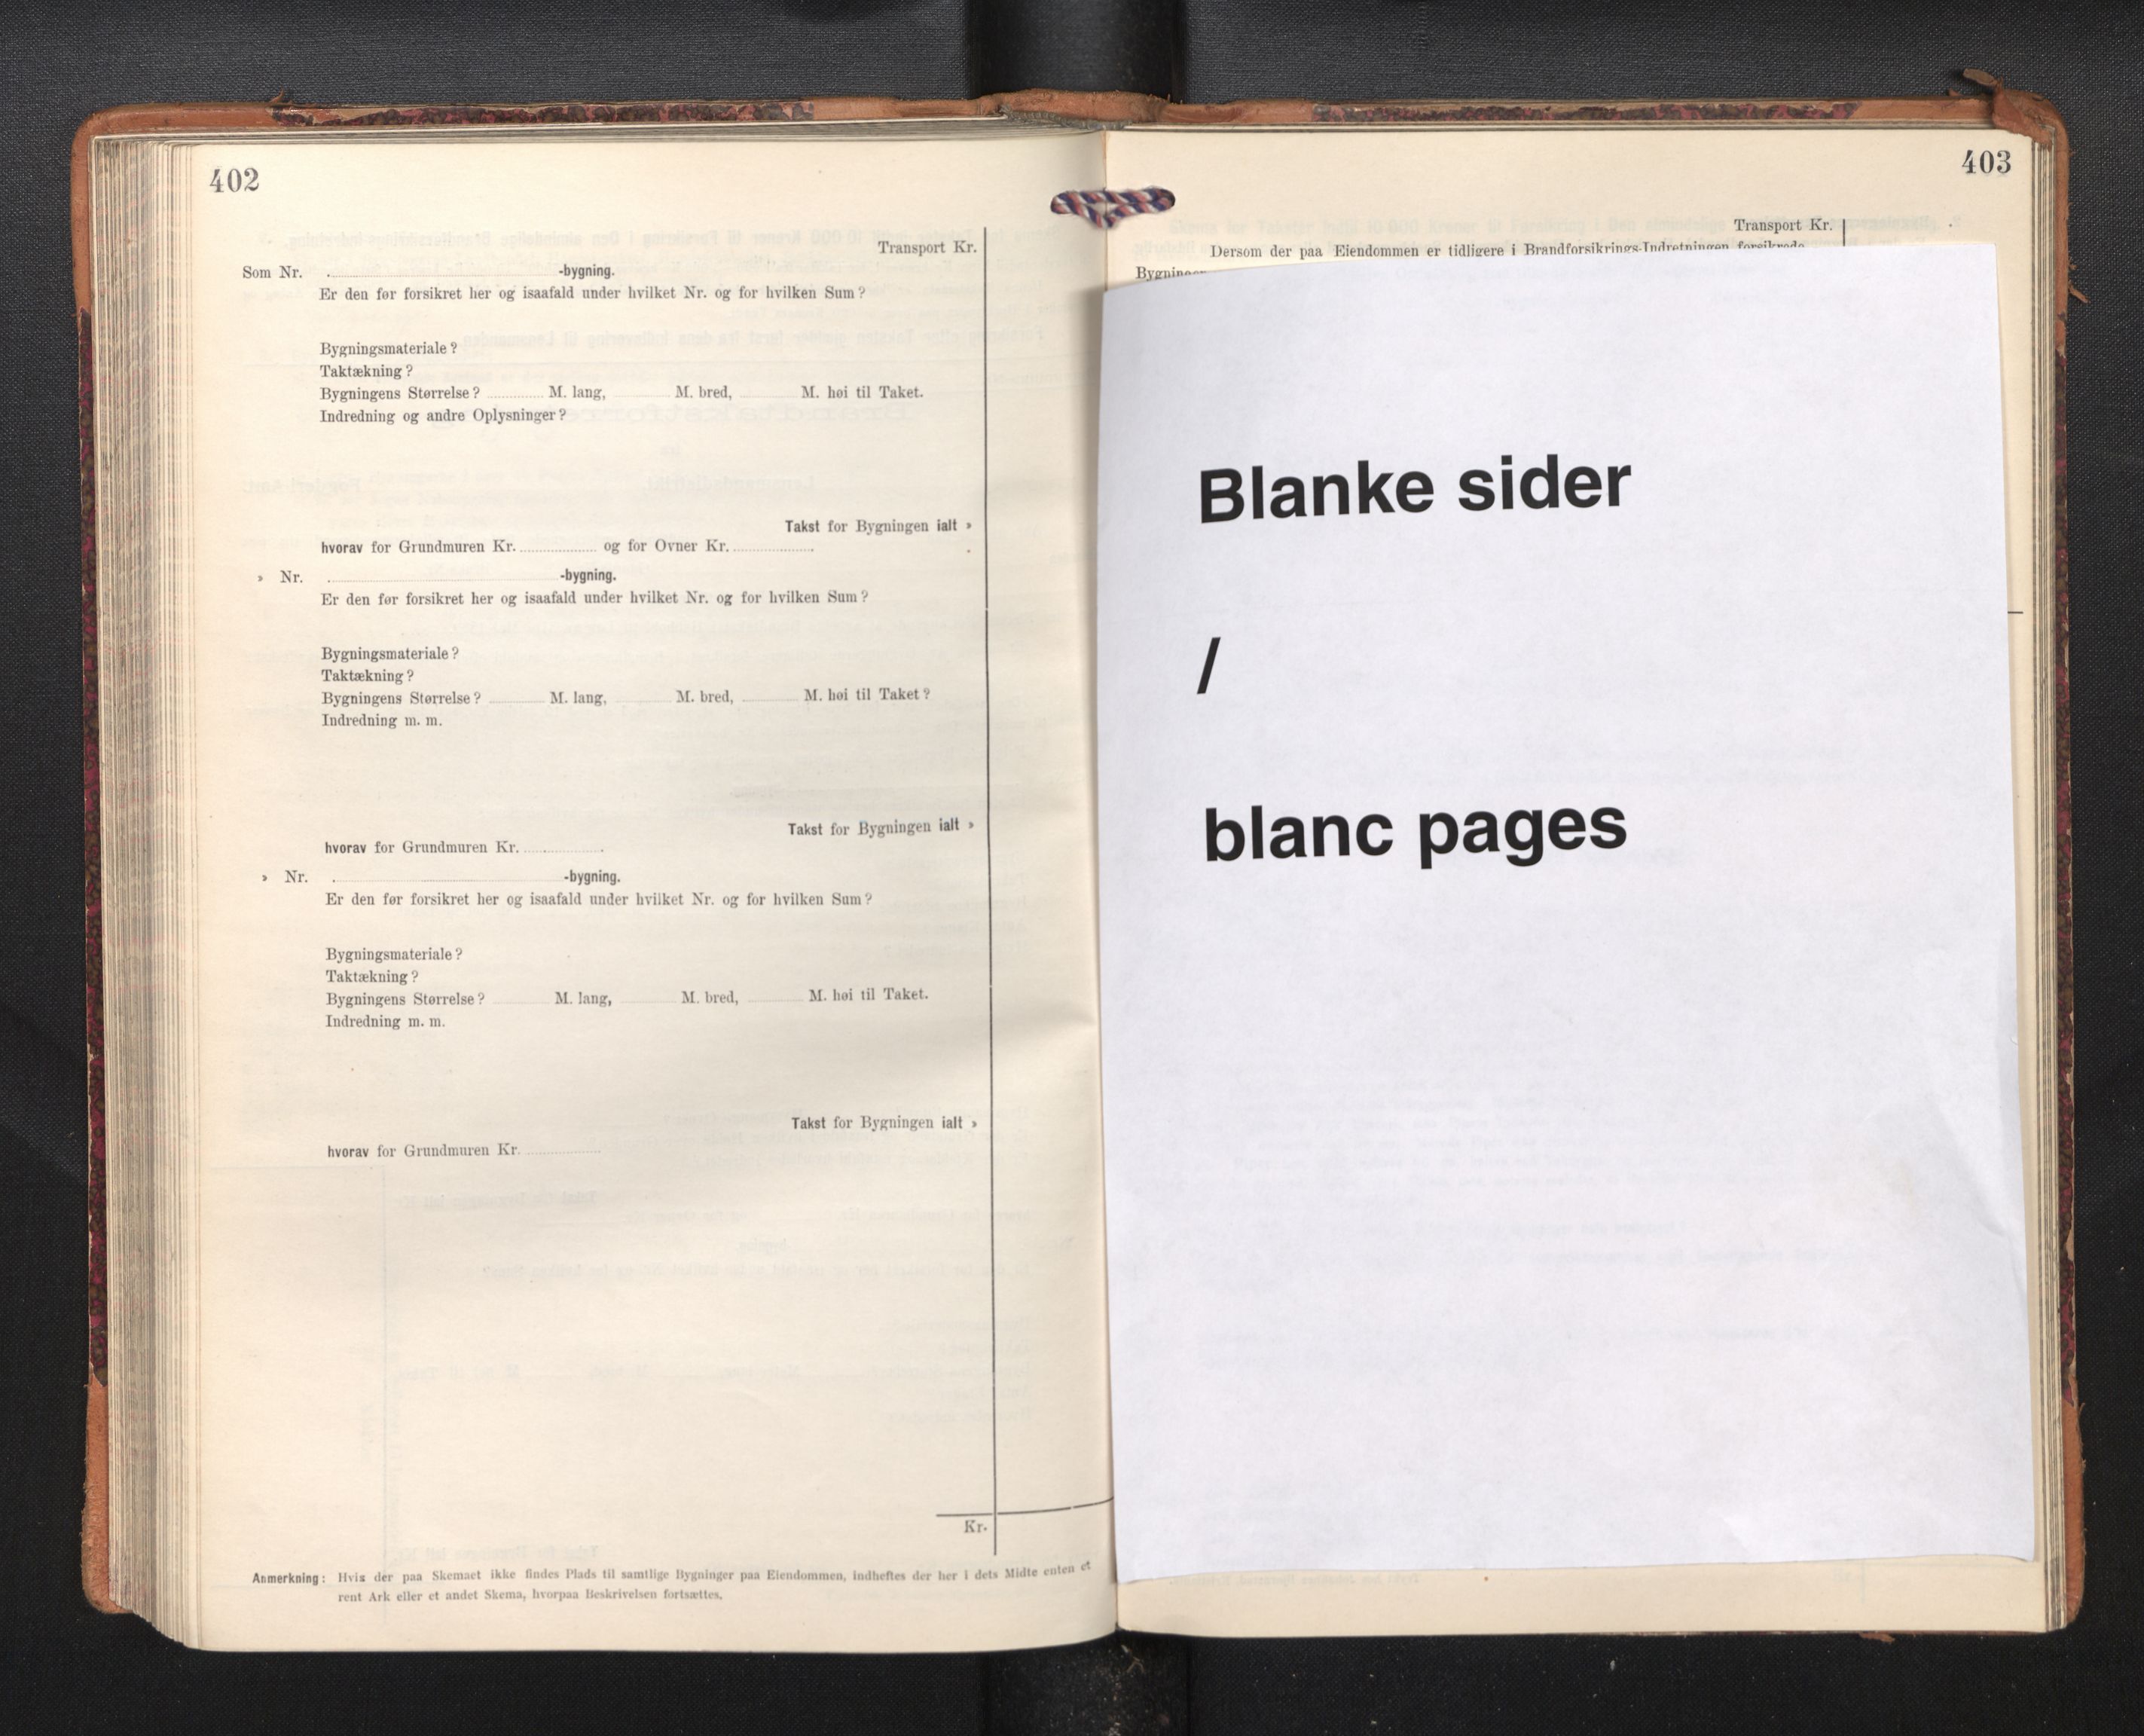 402
Transport Kr.
Som Nr. -bygning.
Er den før forsikret her og isaafald under hvilket Nr. og for hvilken Sum?
Bygningsmateriale?
Taktækning?
Bygningens Størrelse? M. lang, M. bred, M. høi til Taket.
Indredning og andre Oplysninger?
Takst for Bygningen ialt »
hvorav for Grundmuren Kr. og for Ovner Kr.
» Nr. -bygning.
Er den før forsikret her og isaafald under hvilket Nr. og for hvilken Sum?
Bygningsmateriale?
Taktækning?
Bygningens Størrelse? M. lang, M. bred, M. høi til Taket?
Indredning m. m.
Takst for Bygningen ialt »
hvorav for Grundmuren Kr.
» Nr. -bygning.
Er den før forsikret her og isaafald under hvilket Nr. og for hvilken Sum?
Bygningsmateriale?
Taktækning?
Bygningens Størrelse? M. lang, M. bred, M. høi til Taket.
Indredning m. m.
Takst for Bygningen ialt »
hvorav for Grundmuren Kr.
Kr.
Anmerkning: Hvis der paa Skemaet ikke findes Plads til samtlige Bygninger paa Eiendommen, indheftes der her i dets Midte enten et
rent Ark eller et andet Skema, hvorpaa Beskrivelsen fortsættes.
403
Transport Kr.
Dersom der paa Eiendommen er tidligere i Brandforsikrings-Indretningen forsikrede
Blanke sider
/
blanc pages